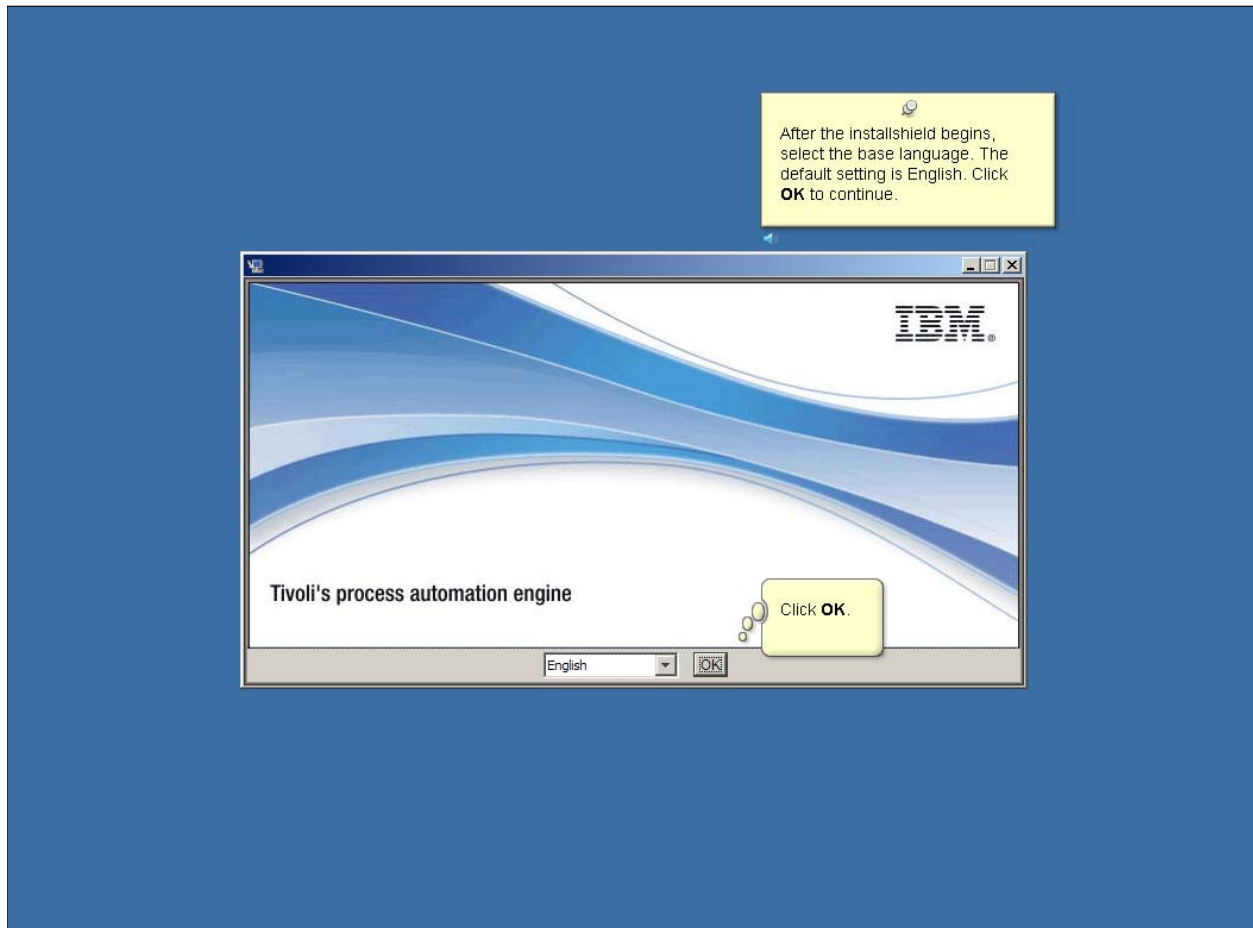 After the installshield begins,
select the base language. The
default setting is English. Click
OK to continue.
IBM®
Tivoli's process automation engine
Click OK.
English
OK